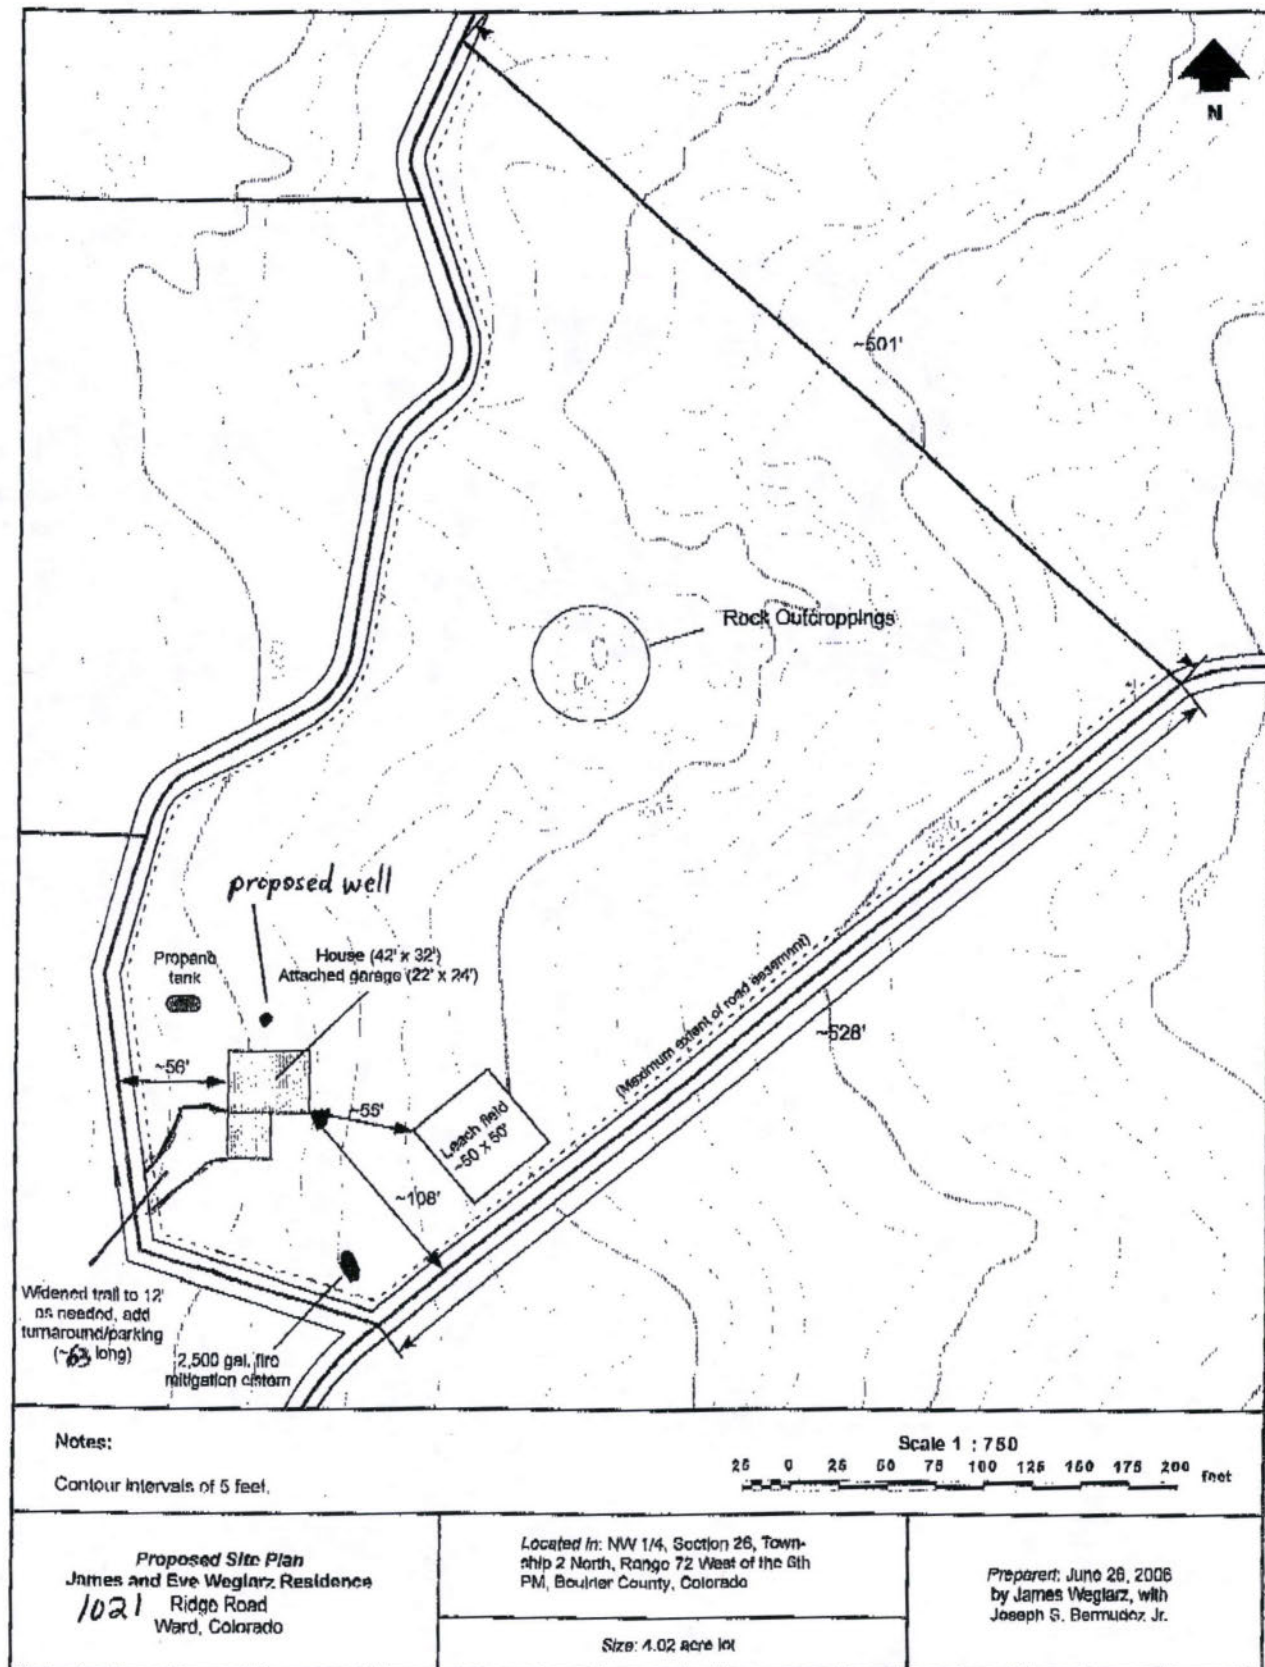 N
~501'
Rock Outcroppings
proposed well
Propane
tank
House (42' x 32')
Attached garage (22' x 24')
(Maximum extent of road easement)
~528'
~56'
~55'
Leach field
~50 x 50'
~108'
Widened trail to 12'
as needed, add
turnaround/parking
long)
2,500 gal. fire
mitigation cistern
Notes:
Contour intervals of 5 feet.
Scale 1 : 750
25 0 25 50 75 100 125 150 175 200 feet
Proposed Site Plan
James and Eve Weglarz Residence
1021 Ridge Road
Ward, Colorado
Located in: NW 1/4, Section 26, Town-
ship 2 North, Range 72 West of the 6th
PM, Boulder County, Colorado
Size: 4.02 acre lot
Prepared: June 26, 2006
by James Weglarz, with
Joseph S. Bermudez Jr.